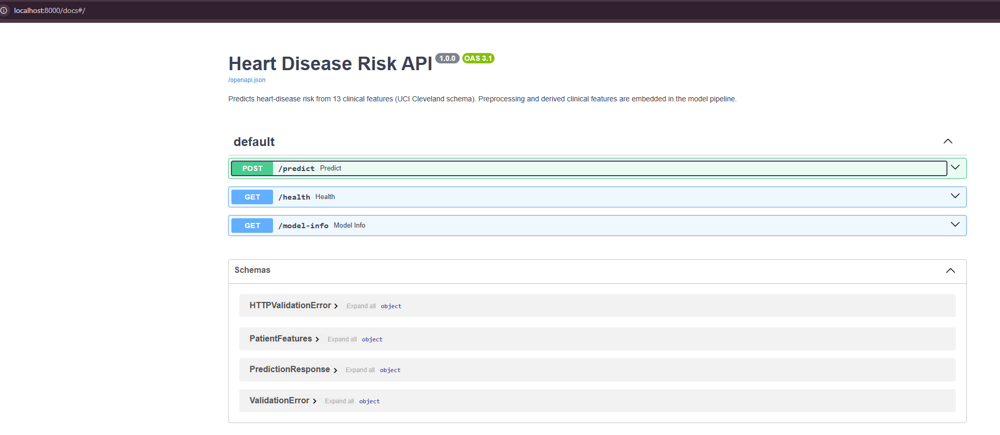 localhost:8000/docs#/
Heart Disease Risk API 1.0.0 OAS 3.1
/openapi.json
Predicts heart-disease risk from 13 clinical features (UCI Cleveland schema). Preprocessing and derived clinical features are embedded in the model pipeline.
default
POST /predict Predict
GET /health Health
GET /model-info Model Info
Schemas
HTTPValidationError Expand all object
PatientFeatures Expand all object
PredictionResponse Expand all object
ValidationError Expand all object